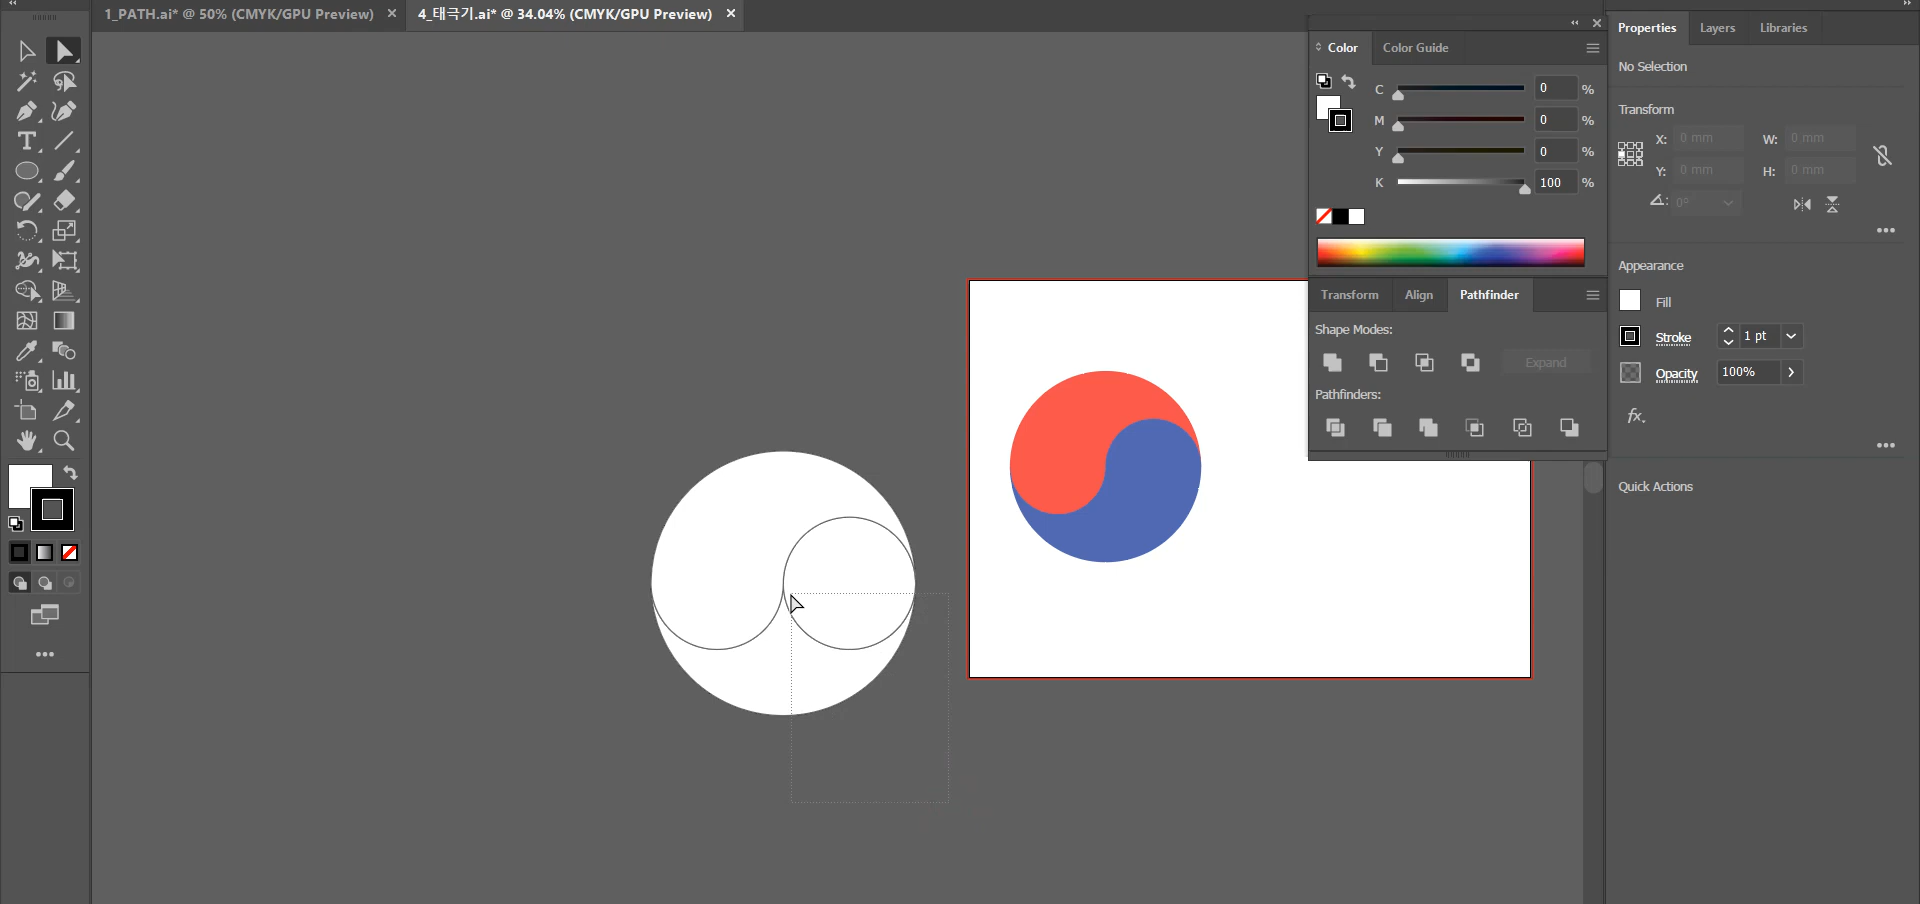 1_PATH.ai* @ 50% (CMYK/GPU Preview) ×
4_태극기.ai* @ 34.04% (CMYK/GPU Preview) ×
Color
Color Guide
C 0 %
M 0 %
Y 0 %
K 100 %
Transform
Align
Pathfinder
Shape Modes:
Expand
Pathfinders:
Properties
Layers
Libraries
No Selection
Transform
X: 0 mm
W: 0 mm
Y: 0 mm
H: 0 mm
0°
Appearance
Fill
Stroke
1 pt
Opacity
100%
fx.
Quick Actions